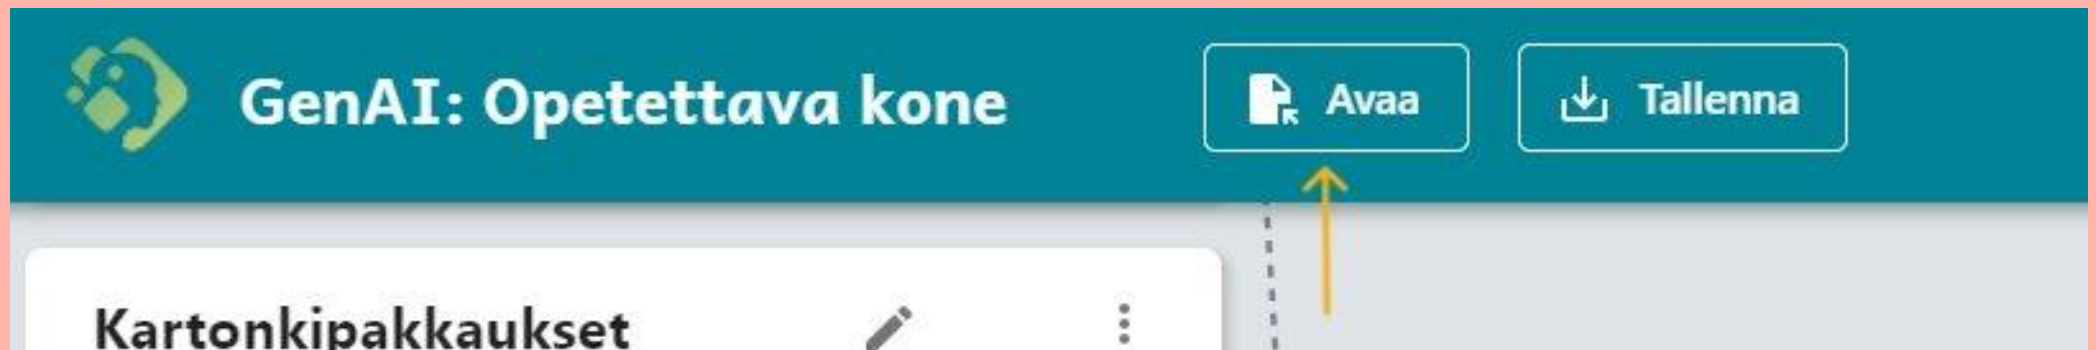 GenAI: Opetettava kone
Avaa
Tallenna
Kartonkipakkaukset